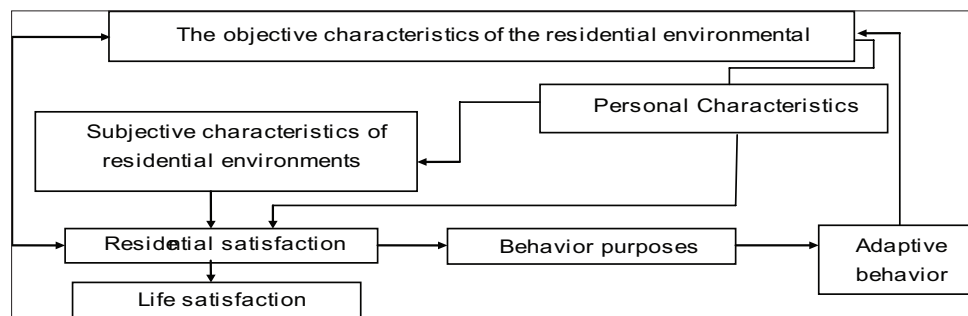 The objective characteristics of the residential environmental
Personal Characteristics
Subjective characteristics of
residential environments
Residential satisfaction
Behavior purposes
Adaptive
behavior
Life satisfaction